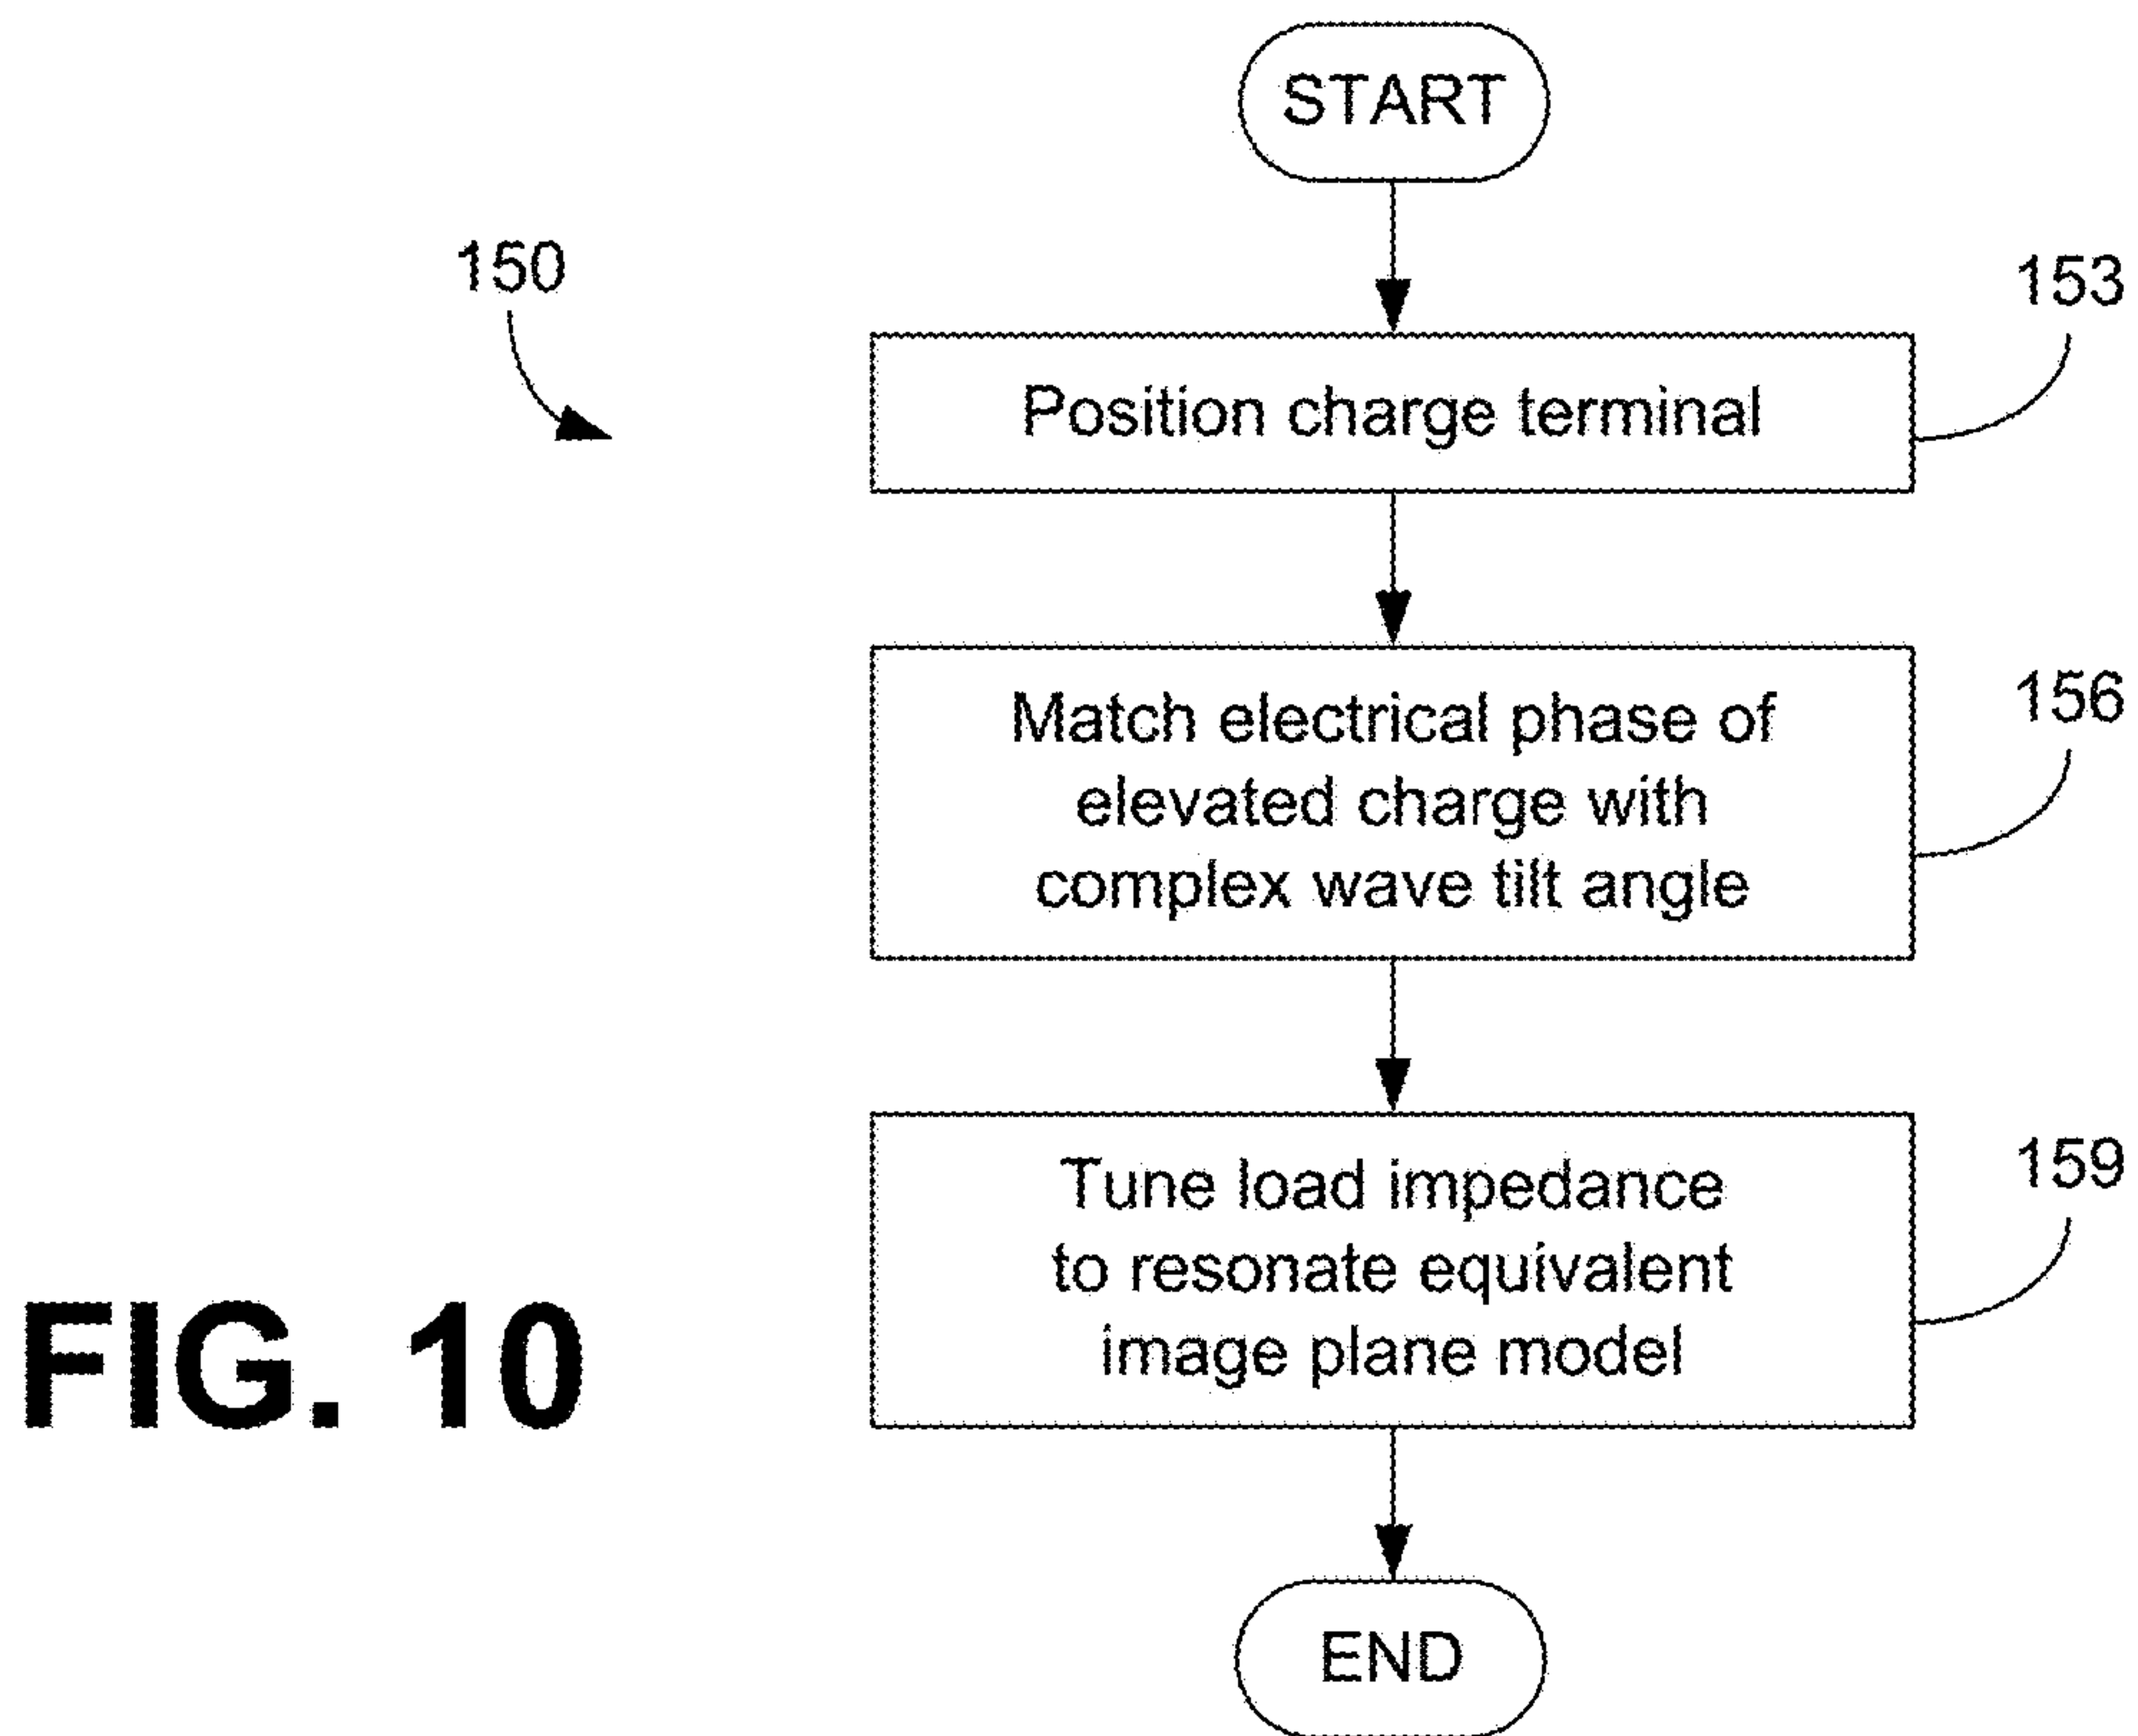 START
150
153
Position charge terminal
156
Match electrical phase of
elevated charge with
complex wave tilt angle
159
Tune load impedance
to resonate equivalent
image plane model
FIG. 10
END